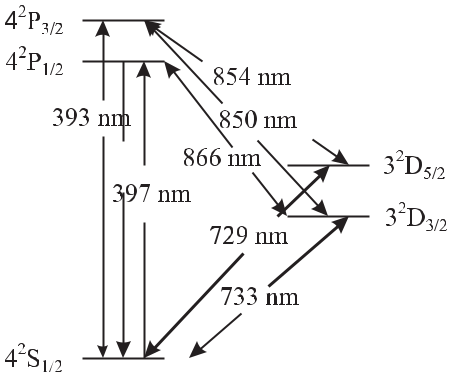 4²P₃/₂
4²P₁/₂
854 nm
393 nm
850 nm
866 nm
3²D₅/₂
397 nm
3²D₃/₂
729 nm
733 nm
4²S₁/₂